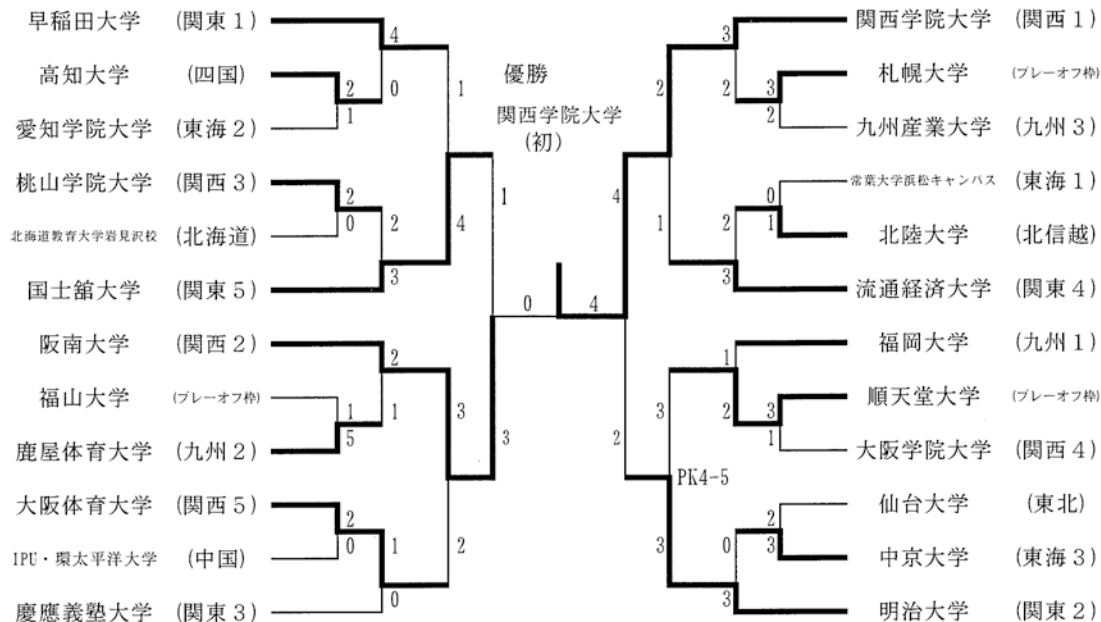 早稲田大学 (関東1)
高知大学 (四国)
愛知学院大学 (東海2)
桃山学院大学 (関西3)
北海道教育大学岩見沢校 (北海道)
国士舘大学 (関東5)
阪南大学 (関西2)
福山大学 (プレーオフ枠)
鹿屋体育大学 (九州2)
大阪体育大学 (関西5)
IPU・環太平洋大学 (中国)
慶應義塾大学 (関東3)
4
0
2
1
2
0
2
3
2
1
1
5
2
0
1
0
1
4
3
2
1
3
優勝
関西学院大学
(初)
0
4
4
2
2
1
3
3
PK4-5
3
2
3
2
0
1
2
3
1
2
3
1
2
3
0
3
関西学院大学 (関西1)
札幌大学 (プレーオフ枠)
九州産業大学 (九州3)
常葉大学浜松キャンパス (東海1)
北陸大学 (北信越)
流通経済大学 (関東4)
福岡大学 (九州1)
順天堂大学 (プレーオフ枠)
大阪学院大学 (関西4)
仙台大学 (東北)
中京大学 (東海3)
明治大学 (関東2)